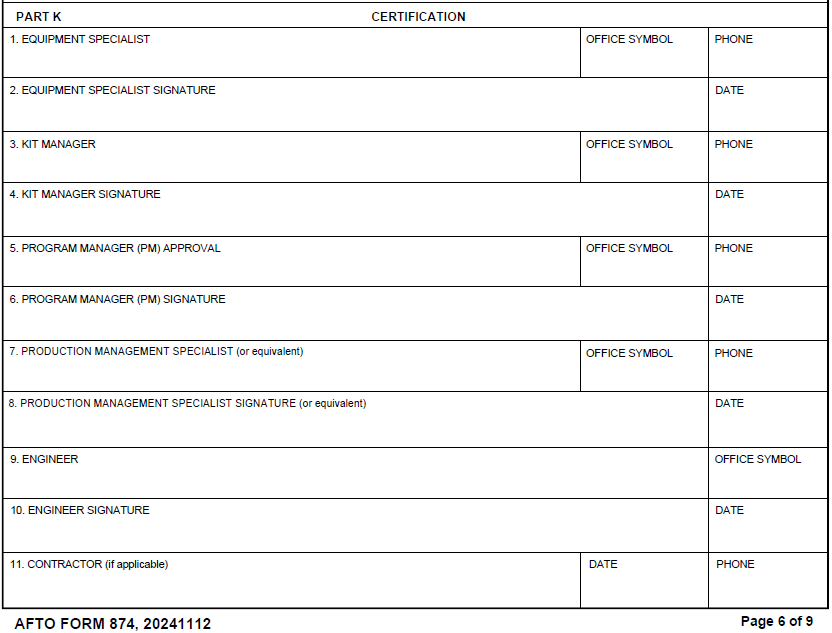 PART K CERTIFICATION
1. EQUIPMENT SPECIALIST OFFICE SYMBOL PHONE
2. EQUIPMENT SPECIALIST SIGNATURE DATE
3. KIT MANAGER OFFICE SYMBOL PHONE
4. KIT MANAGER SIGNATURE DATE
5. PROGRAM MANAGER (PM) APPROVAL OFFICE SYMBOL PHONE
6. PROGRAM MANAGER (PM) SIGNATURE DATE
7. PRODUCTION MANAGEMENT SPECIALIST (or equivalent) OFFICE SYMBOL PHONE
8. PRODUCTION MANAGEMENT SPECIALIST SIGNATURE (or equivalent) DATE
9. ENGINEER OFFICE SYMBOL
10. ENGINEER SIGNATURE DATE
11. CONTRACTOR (if applicable) DATE PHONE
AFTO FORM 874, 20241112 Page 6 of 9